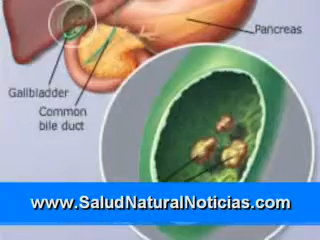 Pancreas
Gallbladder
Common
bile duct
www.SaludNaturalNoticias.com